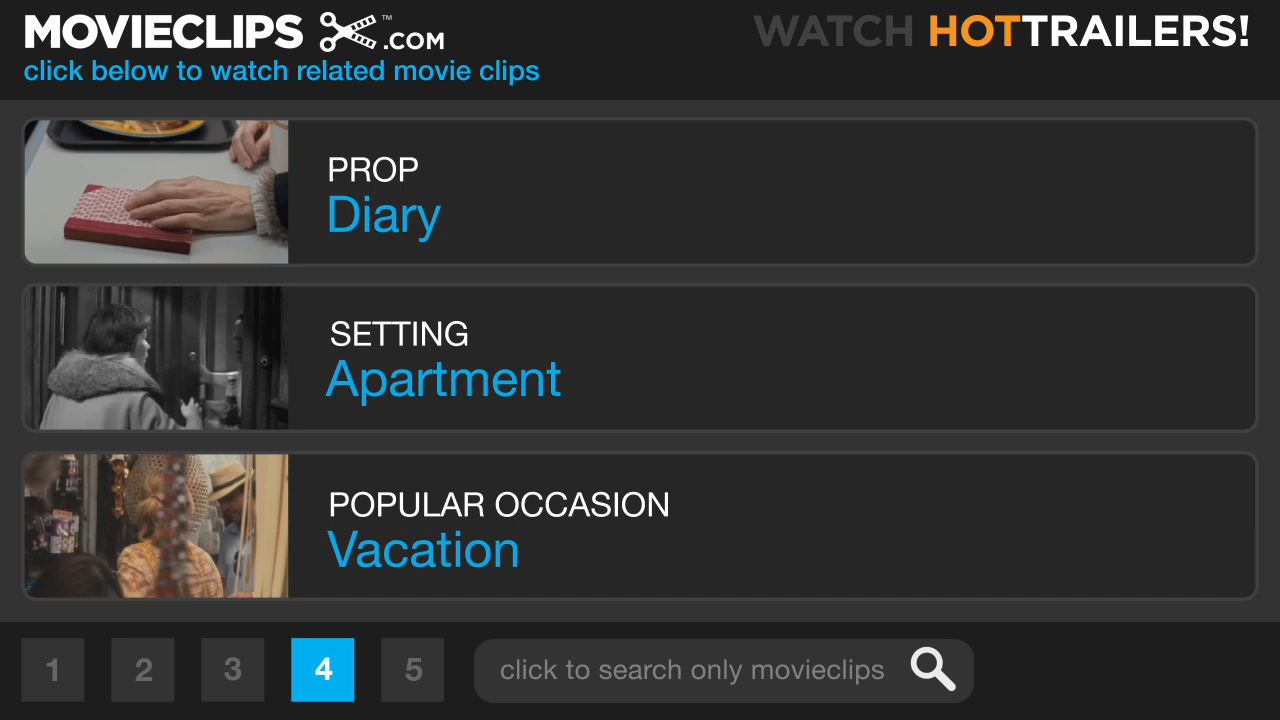 MOVIECLIPS ™ .COM
WATCH HOTTRAILERS!
click below to watch related movie clips
PROP
Diary
SETTING
Apartment
POPULAR OCCASION
Vacation
1 2 3 4 5 click to search only movieclips